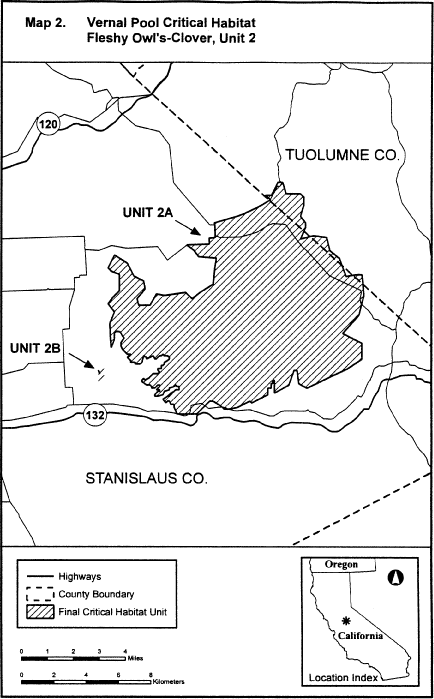 Map 2. Vernal Pool Critical Habitat
Fleshy Owl's-Clover, Unit 2
120
TUOLUMNE CO.
UNIT 2A
UNIT 2B
132
STANISLAUS CO.
Highways
County Boundary
Final Critical Habitat Unit
0 1 2 3 4
Miles
0 2 4 6 8
Kilometers
Oregon
California
Location Index